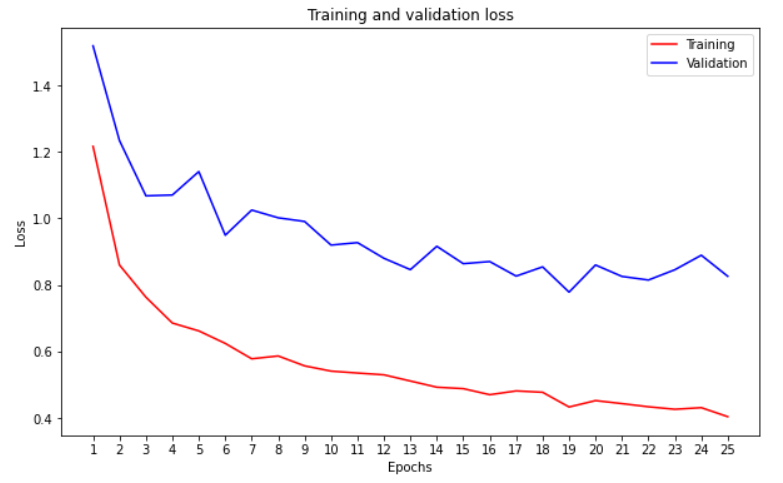 Training and validation loss
Training
Validation
1.4
1.2
1.0
0.8
0.6
0.4
Loss
1 2 3 4 5 6 7 8 9 10 11 12 13 14 15 16 17 18 19 20 21 22 23 24 25
Epochs